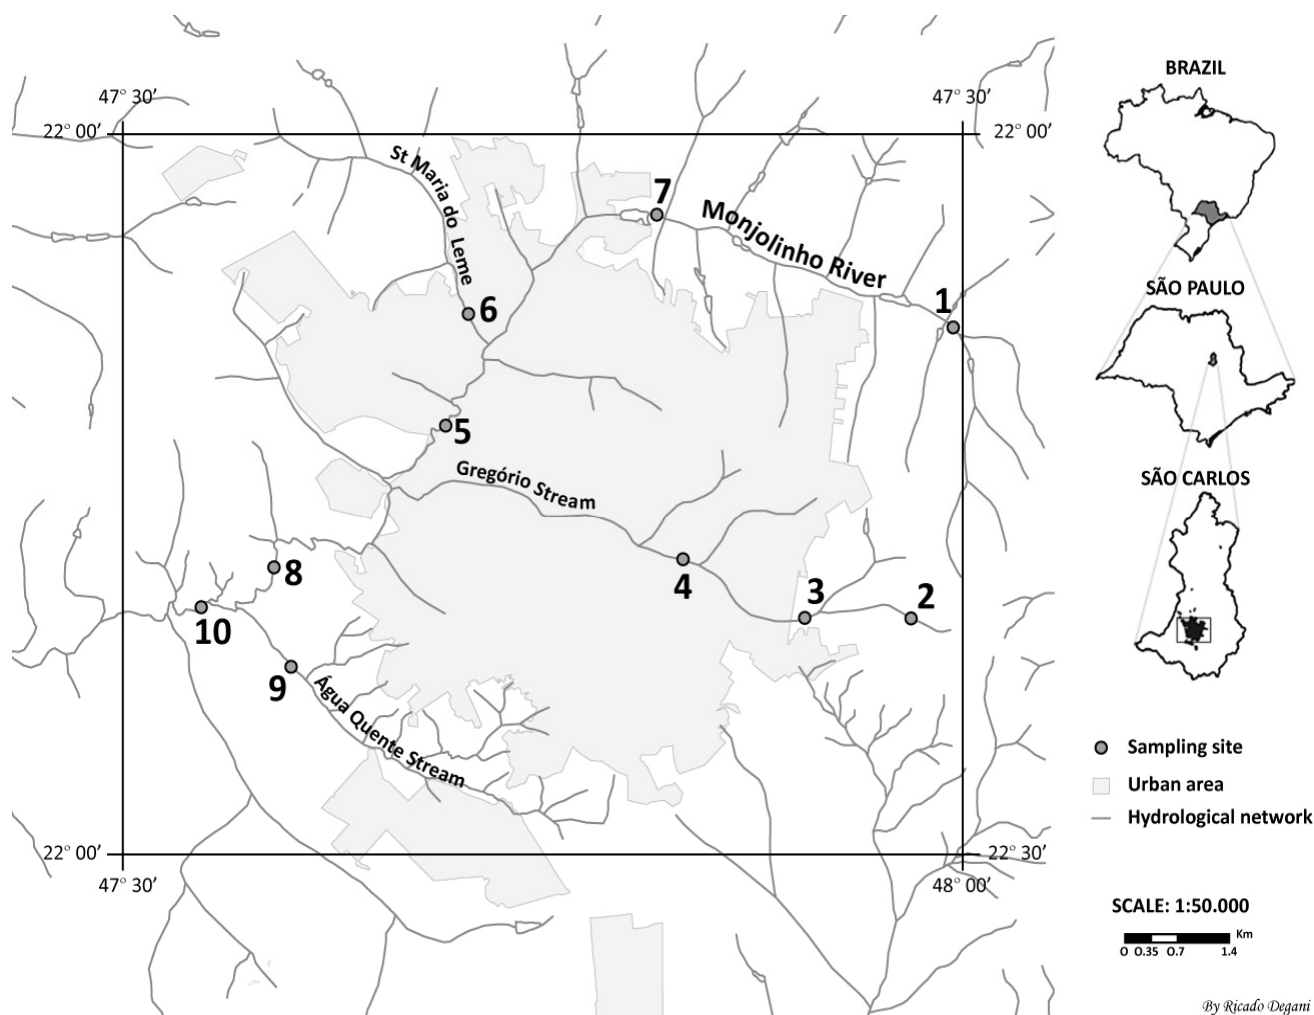 BRAZIL
47° 30’
47° 30’
22° 00’
22° 00’
St Maria do Leme
7
Monjolinho River
1
SÃO PAULO
6
5
Gregório Stream
SÃO CARLOS
4
3
2
8
10
9
Água Quente Stream
Sampling site
Urban area
Hydrological network
22° 00’
22° 30’
47° 30’
48° 00’
SCALE: 1:50.000
Km
0 0.35 0.7 1.4
By Ricado Degani